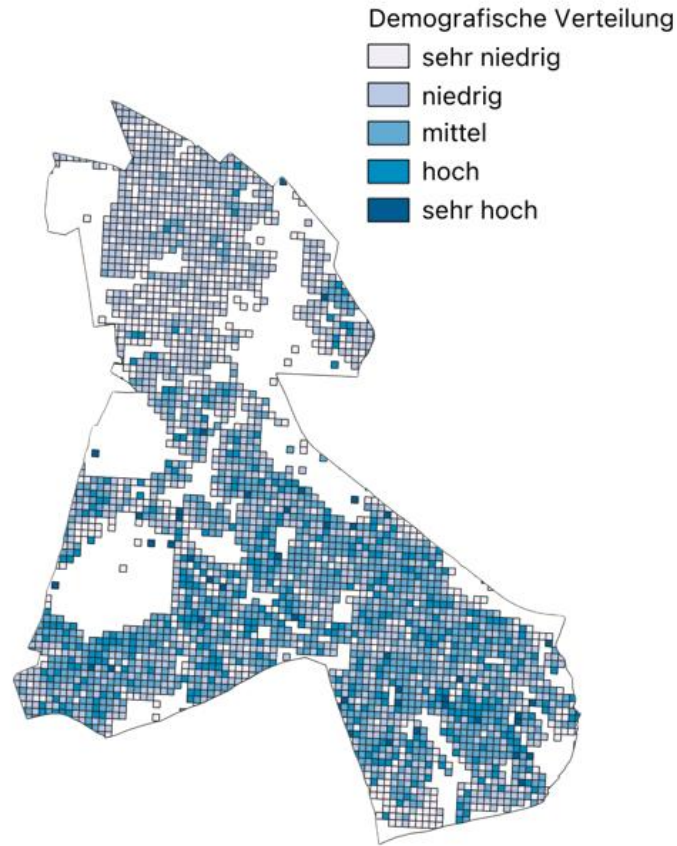 Demografische Verteilung
sehr niedrig
niedrig
mittel
hoch
sehr hoch